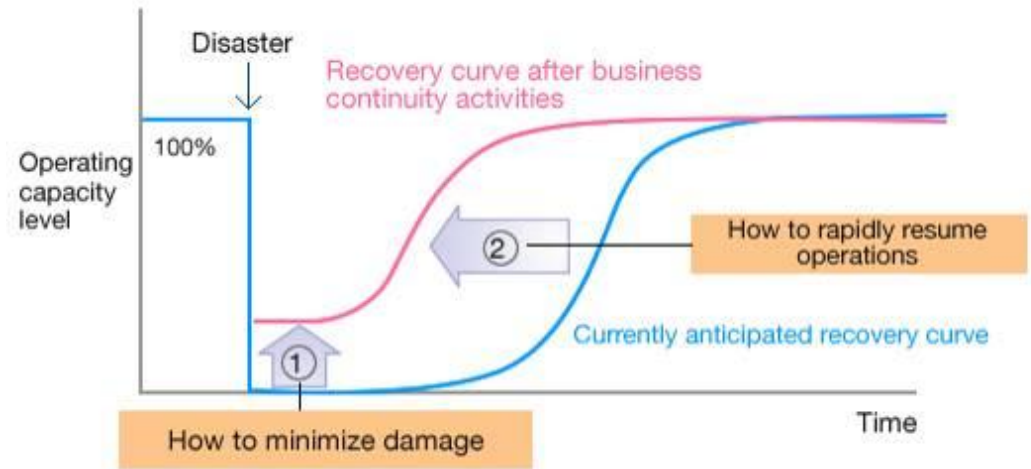 Disaster
Recovery curve after business
continuity activities
100%
Operating
capacity
level
②
How to rapidly resume
operations
Currently anticipated recovery curve
①
Time
How to minimize damage